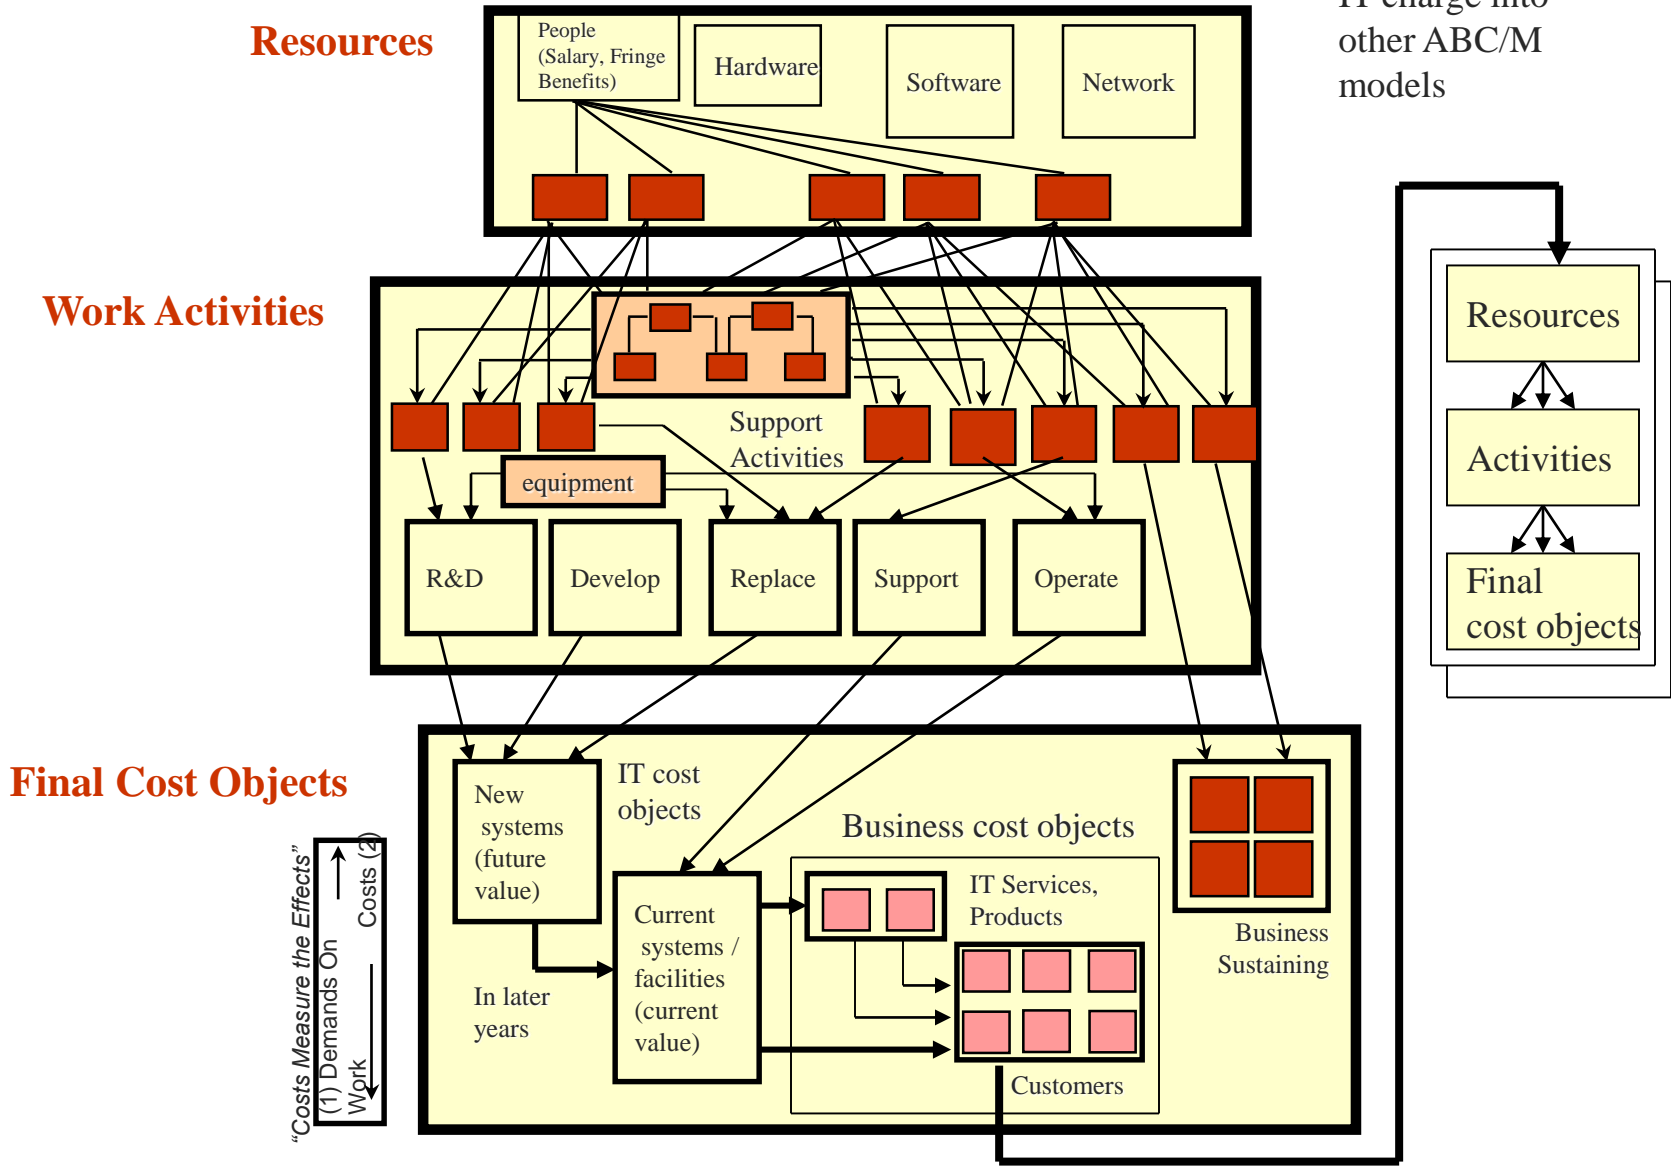 IT charge into
other ABC/M
models
Resources
People
(Salary, Fringe
Benefits)
Hardware
Software
Network
Work Activities
Support
Activities
equipment
R&D
Develop
Replace
Support
Operate
Resources
Activities
Final
cost objects
Final Cost Objects
New
systems
(future
value)
IT cost
objects
Business cost objects
Current
systems /
facilities
(current
value)
IT Services,
Products
Customers
Business
Sustaining
In later
years
“Costs Measure the Effects”
(1) Demands On
Work
Costs (2)